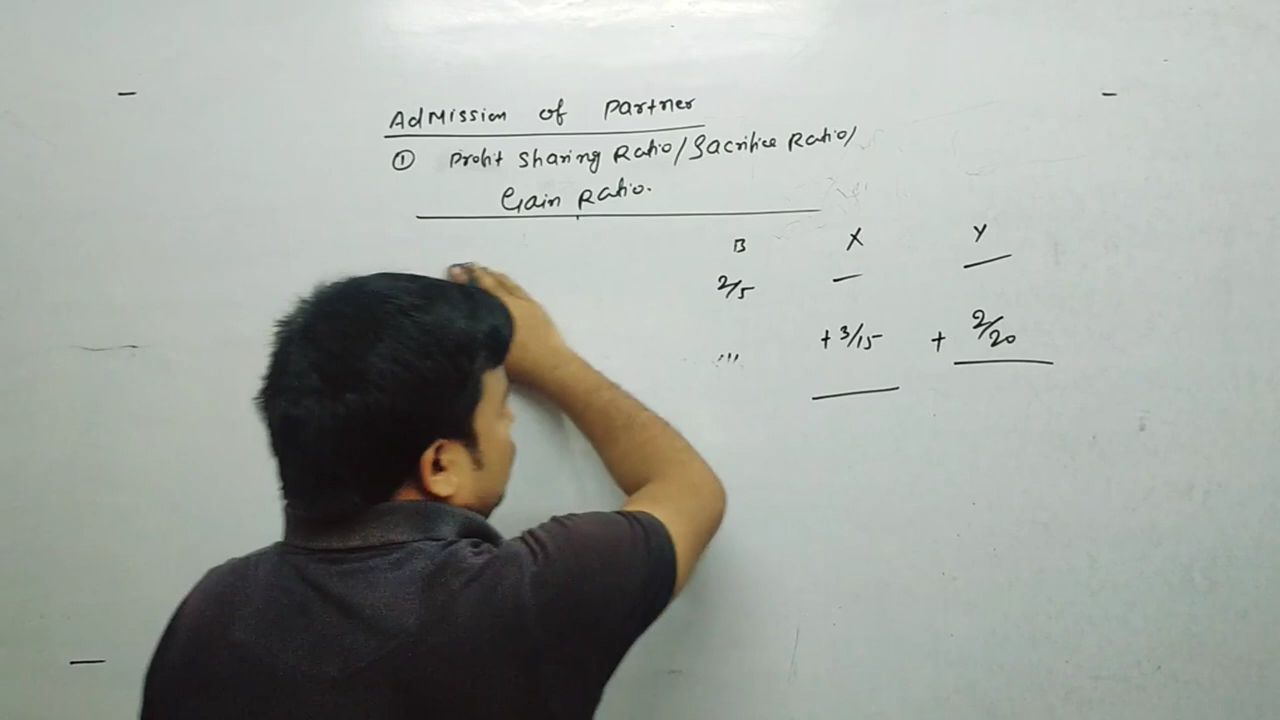 Admission of Partner
① Profit Sharing Ratio/Sacrifice Ratio/
Gain Ratio.
B X Y
2/5 — —
+ 3/15 + 2/20